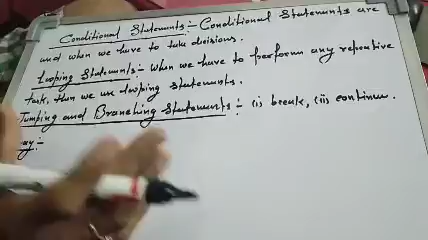 Conditional Statements:- Conditional Statements are
used when we have to take decisions.
Looping Statements:- When we have to perform any repeative
task, then we use looping statements.
Jumping and Branching Statements:- (i) break, (ii) continue.